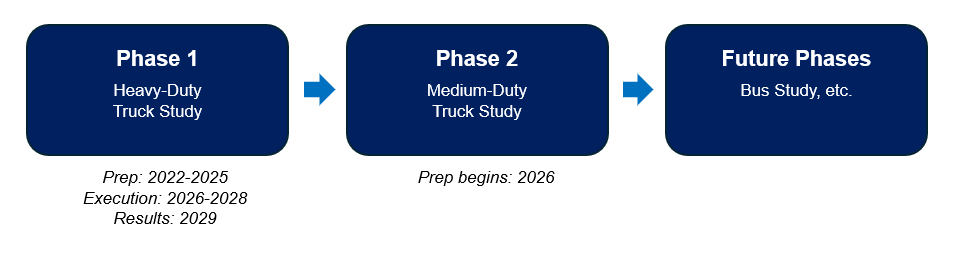 Phase 1
Heavy-Duty
Truck Study
Prep: 2022-2025
Execution: 2026-2028
Results: 2029
Phase 2
Medium-Duty
Truck Study
Prep begins: 2026
Future Phases
Bus Study, etc.